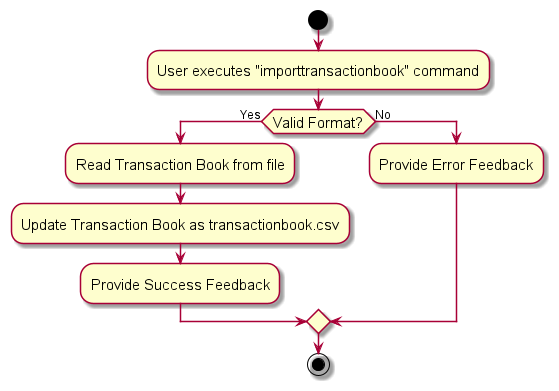 User executes "importtransactionbook" command
Yes
Valid Format?
No
Read Transaction Book from file
Provide Error Feedback
Update Transaction Book as transactionbook.csv
Provide Success Feedback